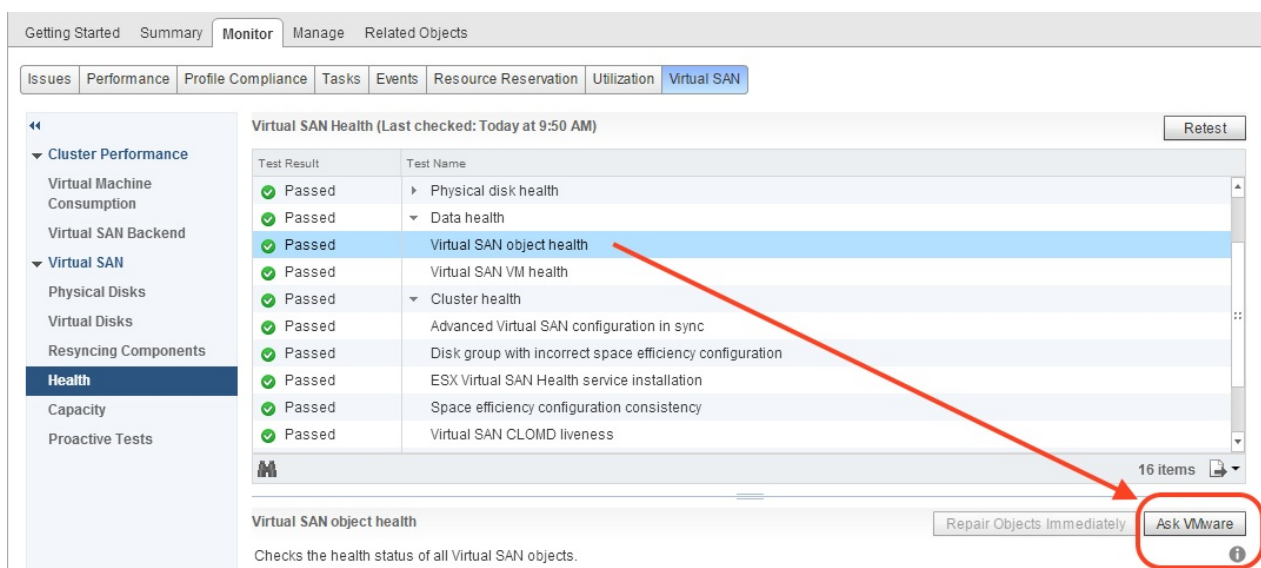 Getting Started Summary Monitor Manage Related Objects
Issues Performance Profile Compliance Tasks Events Resource Reservation Utilization Virtual SAN
Cluster Performance
Virtual Machine
Consumption
Virtual SAN Backend
Virtual SAN
Physical Disks
Virtual Disks
Resyncing Components
Health
Capacity
Proactive Tests
Virtual SAN Health (Last checked: Today at 9:50 AM)
Retest
Test Result Test Name
Passed Physical disk health
Passed Data health
Passed Virtual SAN object health
Passed Virtual SAN VM health
Passed Cluster health
Passed Advanced Virtual SAN configuration in sync
Passed Disk group with incorrect space efficiency configuration
Passed ESX Virtual SAN Health service installation
Passed Space efficiency configuration consistency
Passed Virtual SAN CLOMD liveness
16 items
Virtual SAN object health
Repair Objects Immediately Ask VMware
Checks the health status of all Virtual SAN objects.